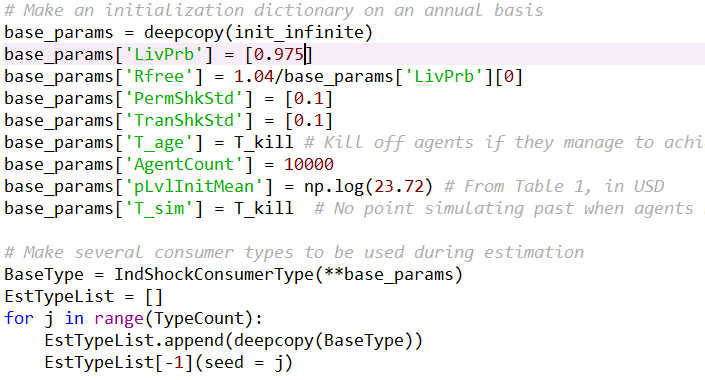 # Make an initialization dictionary on an annual basis
base_params = deepcopy(init_infinite)
base_params['LivPrb'] = [0.975]
base_params['Rfree'] = 1.04/base_params['LivPrb'][0]
base_params['PermShkStd'] = [0.1]
base_params['TranShkStd'] = [0.1]
base_params['T_age'] = T_kill # Kill off agents if they manage to achi
base_params['AgentCount'] = 10000
base_params['pLvlInitMean'] = np.log(23.72) # From Table 1, in USD
base_params['T_sim'] = T_kill  # No point simulating past when agents
# Make several consumer types to be used during estimation
BaseType = IndShockConsumerType(**base_params)
EstTypeList = []
for j in range(TypeCount):
    EstTypeList.append(deepcopy(BaseType))
    EstTypeList[-1](seed = j)